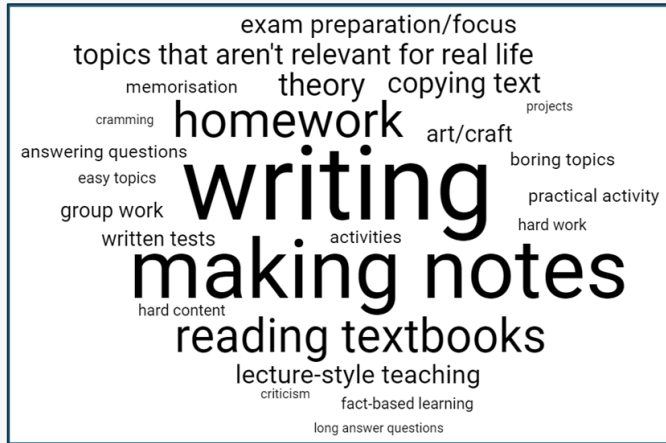 exam preparation/focus
topics that aren't relevant for real life
memorisation
theory
copying text
projects
cramming
homework
art/craft
answering questions
writing
boring topics
easy topics
practical activity
group work
hard work
written tests
activities
making notes
hard content
reading textbooks
lecture-style teaching
criticism
fact-based learning
long answer questions